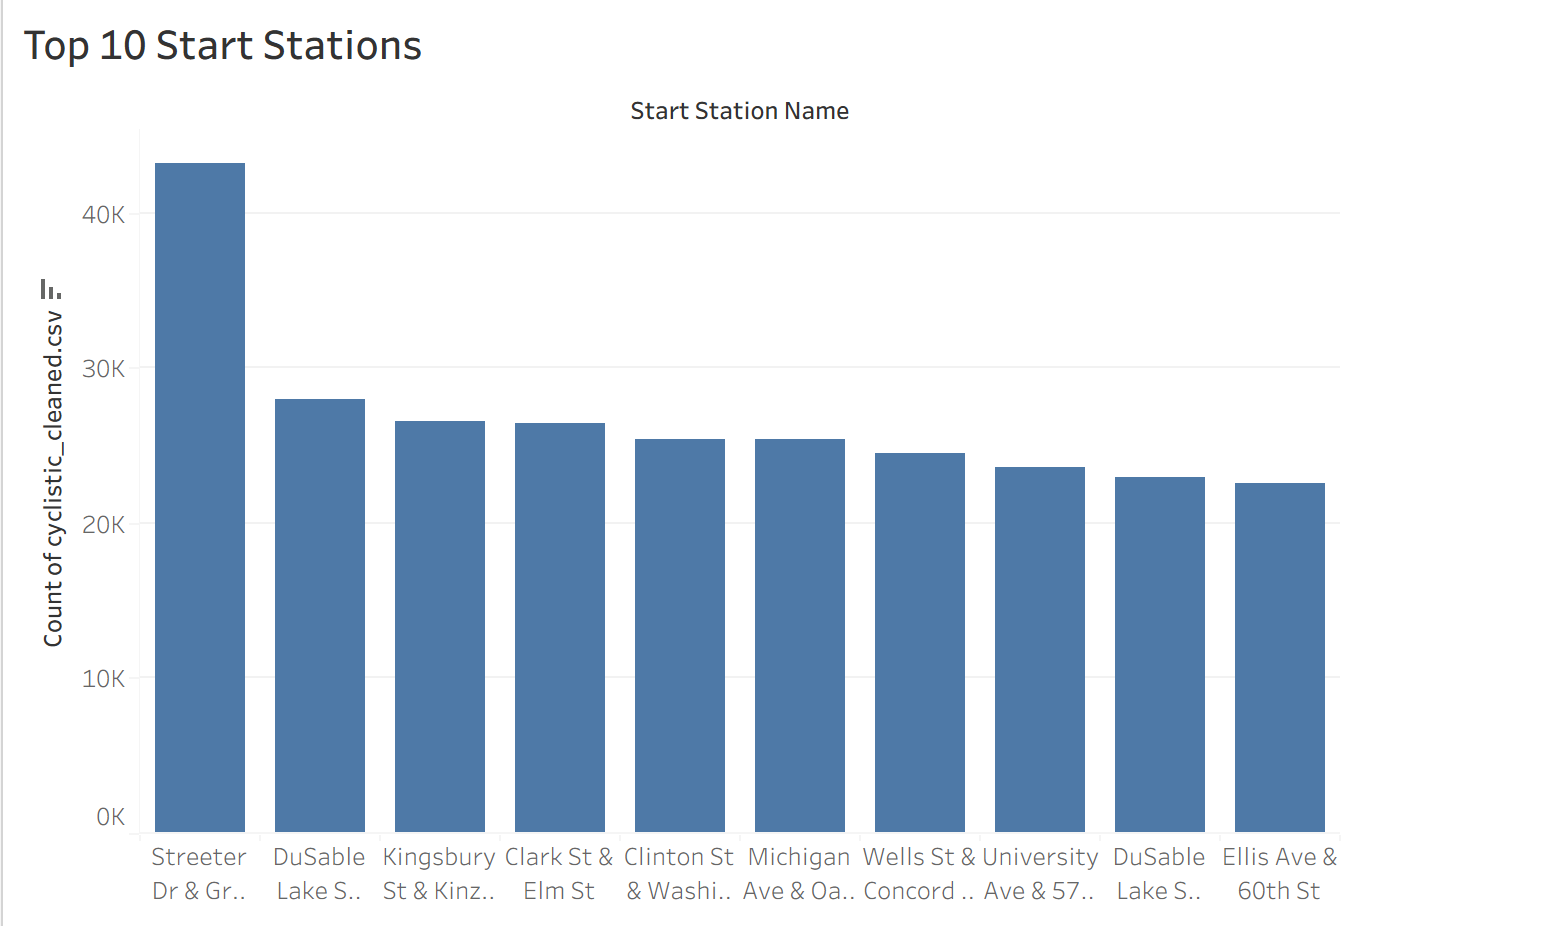 Top 10 Start Stations
Start Station Name
Count of cyclistic_cleaned.csv
40K
30K
20K
10K
0K
Streeter
Dr & Gr..
DuSable
Lake S..
Kingsbury
St & Kinz..
Clark St &
Elm St
Clinton St
& Washi..
Michigan
Ave & Oa..
Wells St &
Concord ..
University
Ave & 57..
DuSable
Lake S..
Ellis Ave &
60th St